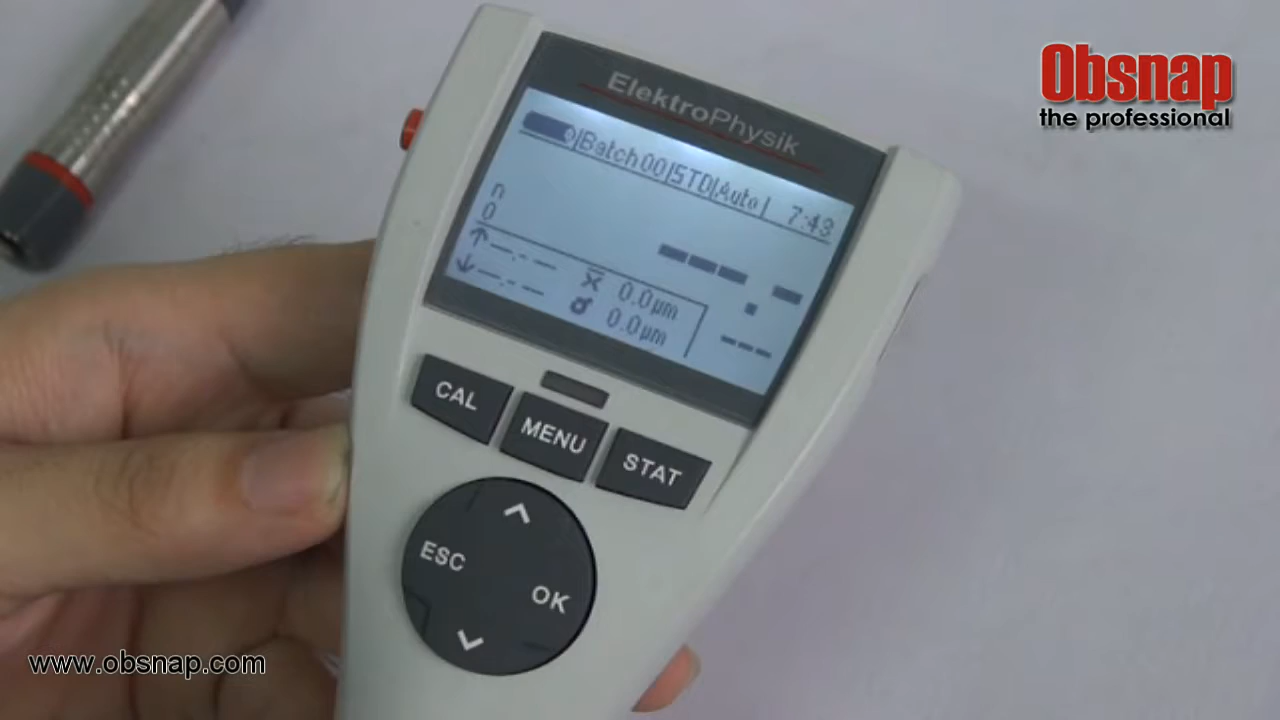 Obsnap
the professional
ElektroPhysik
Batch00|STD|Auto| 7:43
n
0
---.-
↑ --.-- x̅ 0.0µm
↓ --.-- σ 0.0µm ---
CAL MENU STAT
ESC OK
www.obsnap.com